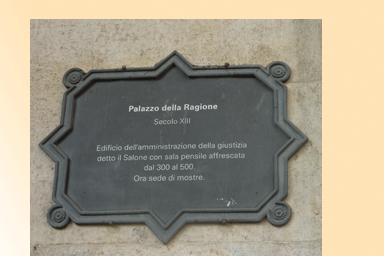 Palazzo della Ragione
Secolo XIII
Edificio dell'amministrazione della giustizia
detto il Salone con sala pensile affrescata
dal 300 al 500.
Ora sede di mostre.